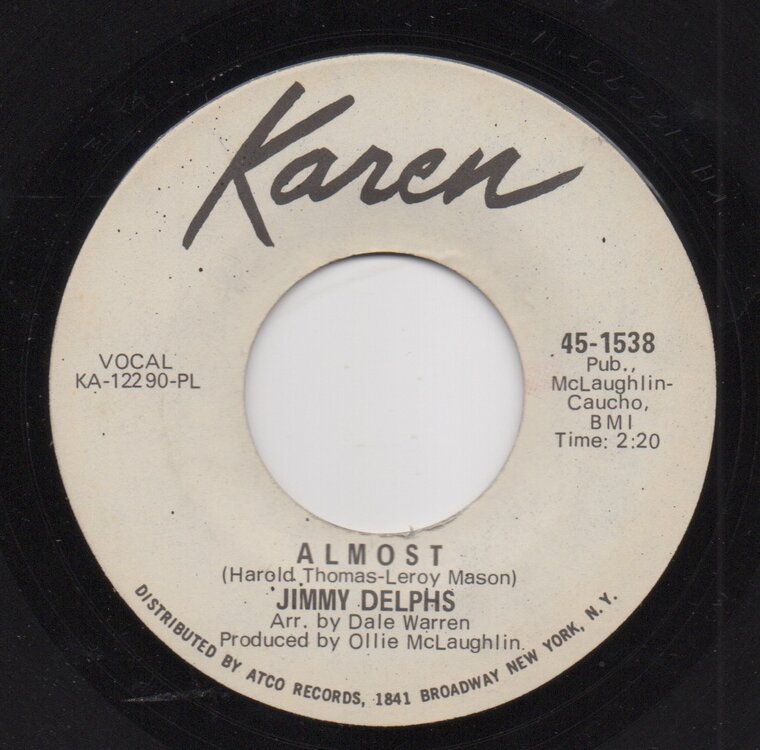 Karen
VOCAL
KA-12290-PL
45-1538
Pub.,
McLaughlin-
Caucho,
BMI
Time: 2:20
ALMOST
(Harold Thomas-Leroy Mason)
JIMMY DELPHS
Arr. by Dale Warren
Produced by Ollie McLaughlin
DISTRIBUTED BY ATCO RECORDS, 1841 BROADWAY NEW YORK, N.Y.